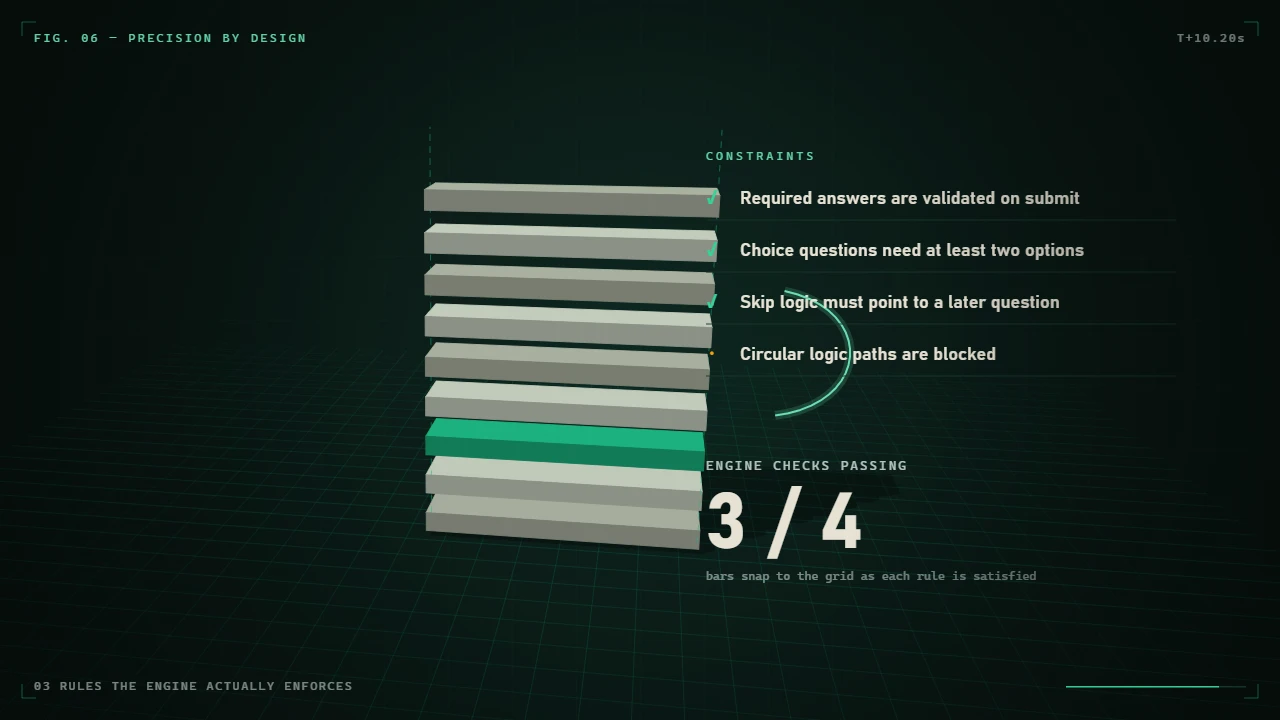 FIG. 06 — PRECISION BY DESIGN
T+10.20s
CONSTRAINTS
✓ Required answers are validated on submit
✓ Choice questions need at least two options
✓ Skip logic must point to a later question
Circular logic paths are blocked
ENGINE CHECKS PASSING
3 / 4
bars snap to the grid as each rule is satisfied
03 RULES THE ENGINE ACTUALLY ENFORCES